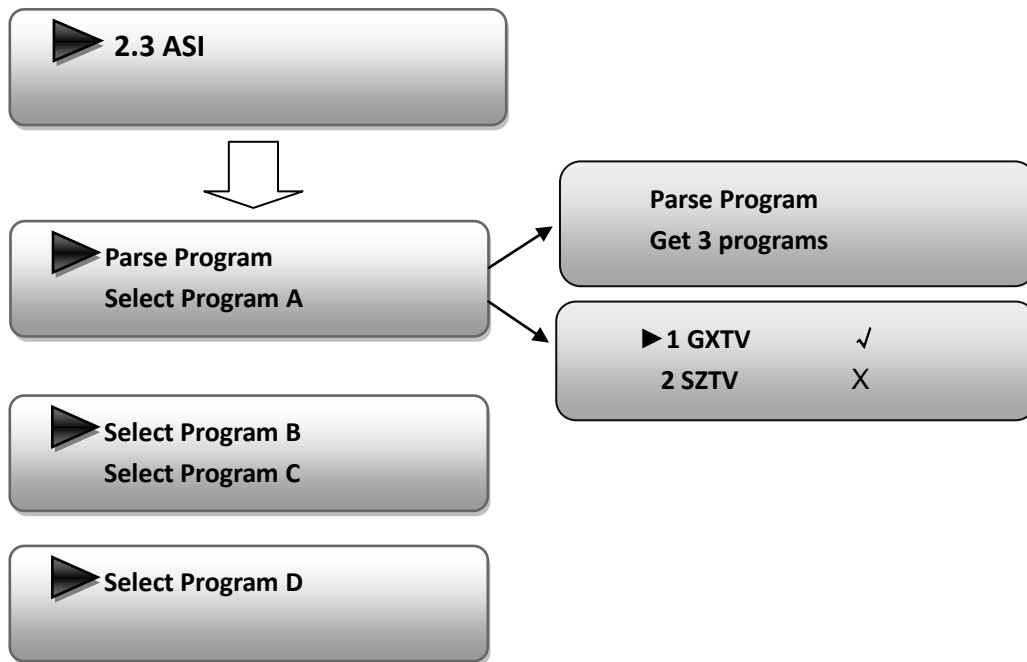 2.3 ASI
Parse Program
Select Program A
Parse Program
Get 3 programs
►1 GXTV √
2 SZTV X
Select Program B
Select Program C
Select Program D